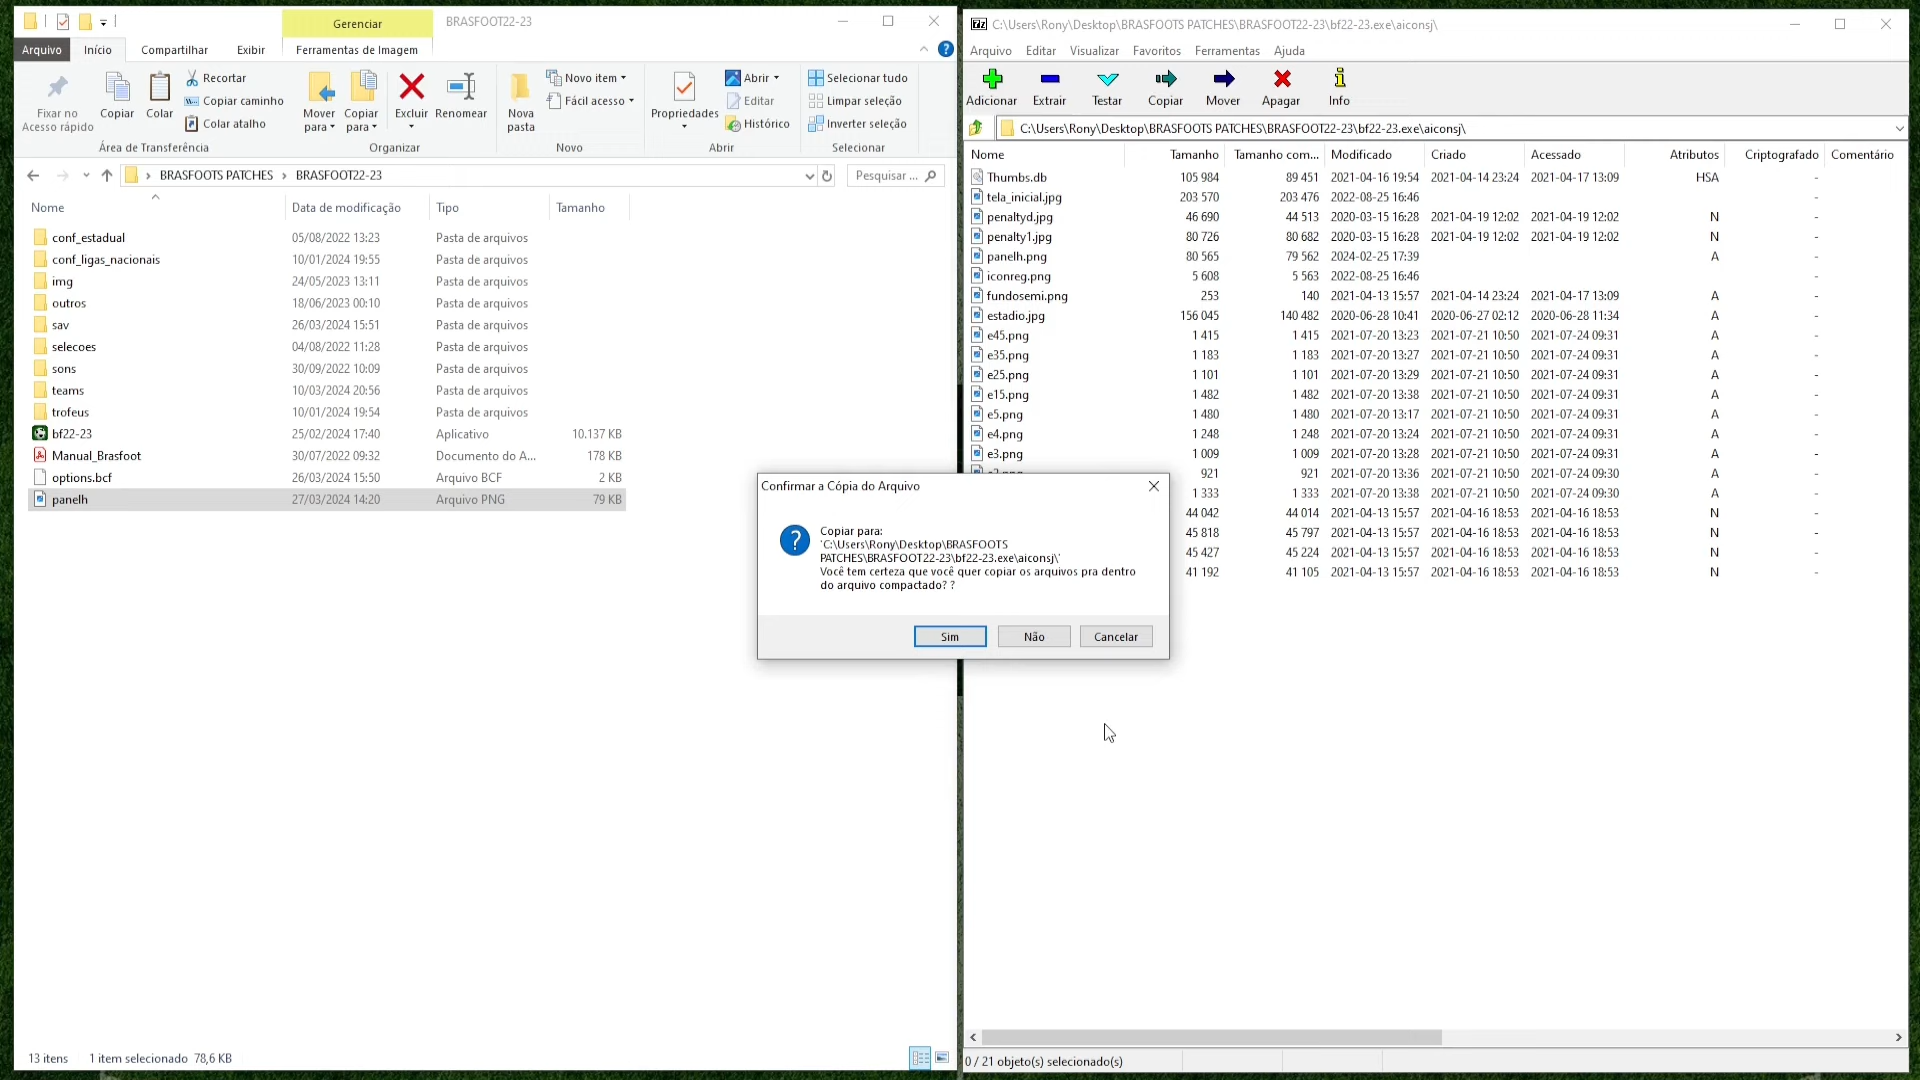 Gerenciar
BRASFOOT22-23
Arquivo Início Compartilhar Exibir Ferramentas de Imagem
Fixar no
Acesso rápido
Copiar
Colar
Recortar
Copiar caminho
Colar atalho
Área de Transferência
Mover
para
Copiar
para
Excluir
Renomear
Organizar
Nova
pasta
Novo item
Fácil acesso
Novo
Propriedades
Abrir
Editar
Histórico
Abrir
Selecionar tudo
Limpar seleção
Inverter seleção
Selecionar
BRASFOOTS PATCHES › BRASFOOT22-23
Pesquisar ...
Nome Data de modificação Tipo Tamanho
conf_estadual 05/08/2022 13:23 Pasta de arquivos
conf_ligas_nacionais 10/01/2024 19:55 Pasta de arquivos
img 24/05/2023 13:11 Pasta de arquivos
outros 18/06/2023 00:10 Pasta de arquivos
sav 26/03/2024 15:51 Pasta de arquivos
selecoes 04/08/2022 11:28 Pasta de arquivos
sons 30/09/2022 10:09 Pasta de arquivos
teams 10/03/2024 20:56 Pasta de arquivos
trofeus 10/01/2024 19:54 Pasta de arquivos
bf22-23 25/02/2024 17:40 Aplicativo 10.137 KB
Manual_Brasfoot 30/07/2022 09:32 Documento do A... 178 KB
options.bcf 26/03/2024 15:50 Arquivo BCF 2 KB
panelh 27/03/2024 14:20 Arquivo PNG 79 KB
13 itens 1 item selecionado 78,6 KB
7z C:\Users\Rony\Desktop\BRASFOOTS PATCHES\BRASFOOT22-23\bf22-23.exe\aiconsj\
Arquivo Editar Visualizar Favoritos Ferramentas Ajuda
Adicionar Extrair Testar Copiar Mover Apagar Info
C:\Users\Rony\Desktop\BRASFOOTS PATCHES\BRASFOOT22-23\bf22-23.exe\aiconsj\
Nome Tamanho Tamanho com... Modificado Criado Acessado Atributos Criptografado Comentário
Thumbs.db 105 984 89 451 2021-04-16 19:54 2021-04-14 23:24 2021-04-17 13:09 HSA -
tela_inicial.jpg 203 570 203 476 2022-08-25 16:46 -
penaltyd.jpg 46 690 44 513 2020-03-15 16:28 2021-04-19 12:02 2021-04-19 12:02 N -
penalty1.jpg 80 726 80 682 2020-03-15 16:28 2021-04-19 12:02 2021-04-19 12:02 N -
panelh.png 80 565 79 562 2024-02-25 17:39 A -
iconreg.png 5 608 5 563 2022-08-25 16:46 -
fundosemi.png 253 140 2021-04-13 15:57 2021-04-14 23:24 2021-04-17 13:09 A -
estadio.jpg 156 045 140 482 2020-06-28 10:41 2020-06-27 02:12 2020-06-28 11:34 A -
e45.png 1 415 1 415 2021-07-20 13:23 2021-07-21 10:50 2021-07-24 09:31 A -
e35.png 1 183 1 183 2021-07-20 13:27 2021-07-21 10:50 2021-07-24 09:31 A -
e25.png 1 101 1 101 2021-07-20 13:29 2021-07-21 10:50 2021-07-24 09:31 A -
e15.png 1 482 1 482 2021-07-20 13:38 2021-07-21 10:50 2021-07-24 09:31 A -
e5.png 1 480 1 480 2021-07-20 13:17 2021-07-21 10:50 2021-07-24 09:31 A -
e4.png 1 248 1 248 2021-07-20 13:24 2021-07-21 10:50 2021-07-24 09:31 A -
e3.png 1 009 1 009 2021-07-20 13:28 2021-07-21 10:50 2021-07-24 09:31 A -
921 921 2021-07-20 13:36 2021-07-21 10:50 2021-07-24 09:30 A -
1 333 1 333 2021-07-20 13:38 2021-07-21 10:50 2021-07-24 09:30 A -
44 042 44 014 2021-04-13 15:57 2021-04-16 18:53 2021-04-16 18:53 N -
45 818 45 797 2021-04-13 15:57 2021-04-16 18:53 2021-04-16 18:53 N -
45 427 45 224 2021-04-13 15:57 2021-04-16 18:53 2021-04-16 18:53 N -
41 192 41 105 2021-04-13 15:57 2021-04-16 18:53 2021-04-16 18:53 N -
0 / 21 objeto(s) selecionado(s)
Confirmar a Cópia do Arquivo
Copiar para:
'C:\Users\Rony\Desktop\BRASFOOTS
PATCHES\BRASFOOT22-23\bf22-23.exe\aiconsj\'
Você tem certeza que você quer copiar os arquivos pra dentro
do arquivo compactado? ?
Sim Não Cancelar